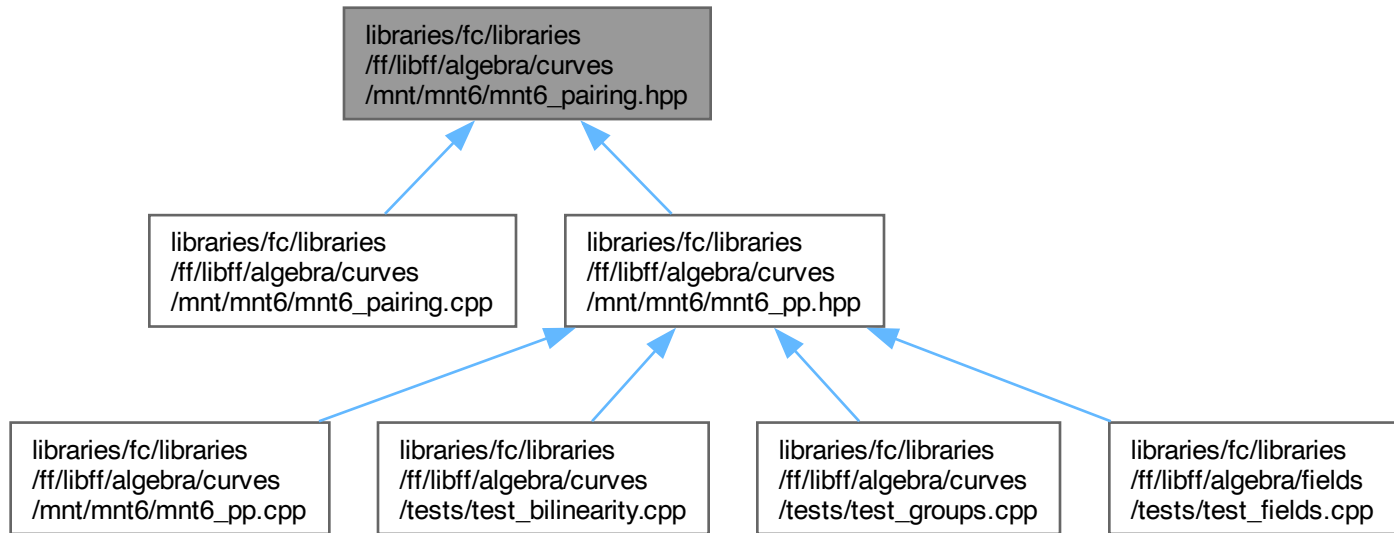 libraries/fc/libraries
/ff/libff/algebra/curves
/mnt/mnt6/mnt6_pairing.hpp
libraries/fc/libraries
/ff/libff/algebra/curves
/mnt/mnt6/mnt6_pairing.cpp
libraries/fc/libraries
/ff/libff/algebra/curves
/mnt/mnt6/mnt6_pp.hpp
libraries/fc/libraries
/ff/libff/algebra/curves
/mnt/mnt6/mnt6_pp.cpp
libraries/fc/libraries
/ff/libff/algebra/curves
/tests/test_bilinearity.cpp
libraries/fc/libraries
/ff/libff/algebra/curves
/tests/test_groups.cpp
libraries/fc/libraries
/ff/libff/algebra/fields
/tests/test_fields.cpp